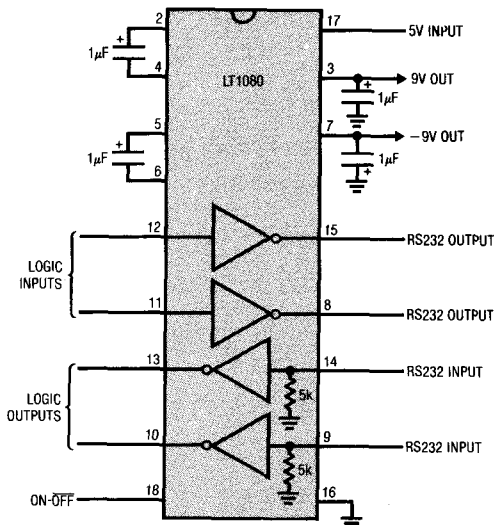 2
17
5V INPUT
+
1μF
4
LT1080
3
9V OUT
+
1μF
5
7
−9V OUT
+
1μF
6
1μF
+
12
15
RS232 OUTPUT
LOGIC
INPUTS
11
8
RS232 OUTPUT
13
14
RS232 INPUT
5k
LOGIC
OUTPUTS
10
9
RS232 INPUT
5k
ON-OFF
18
16